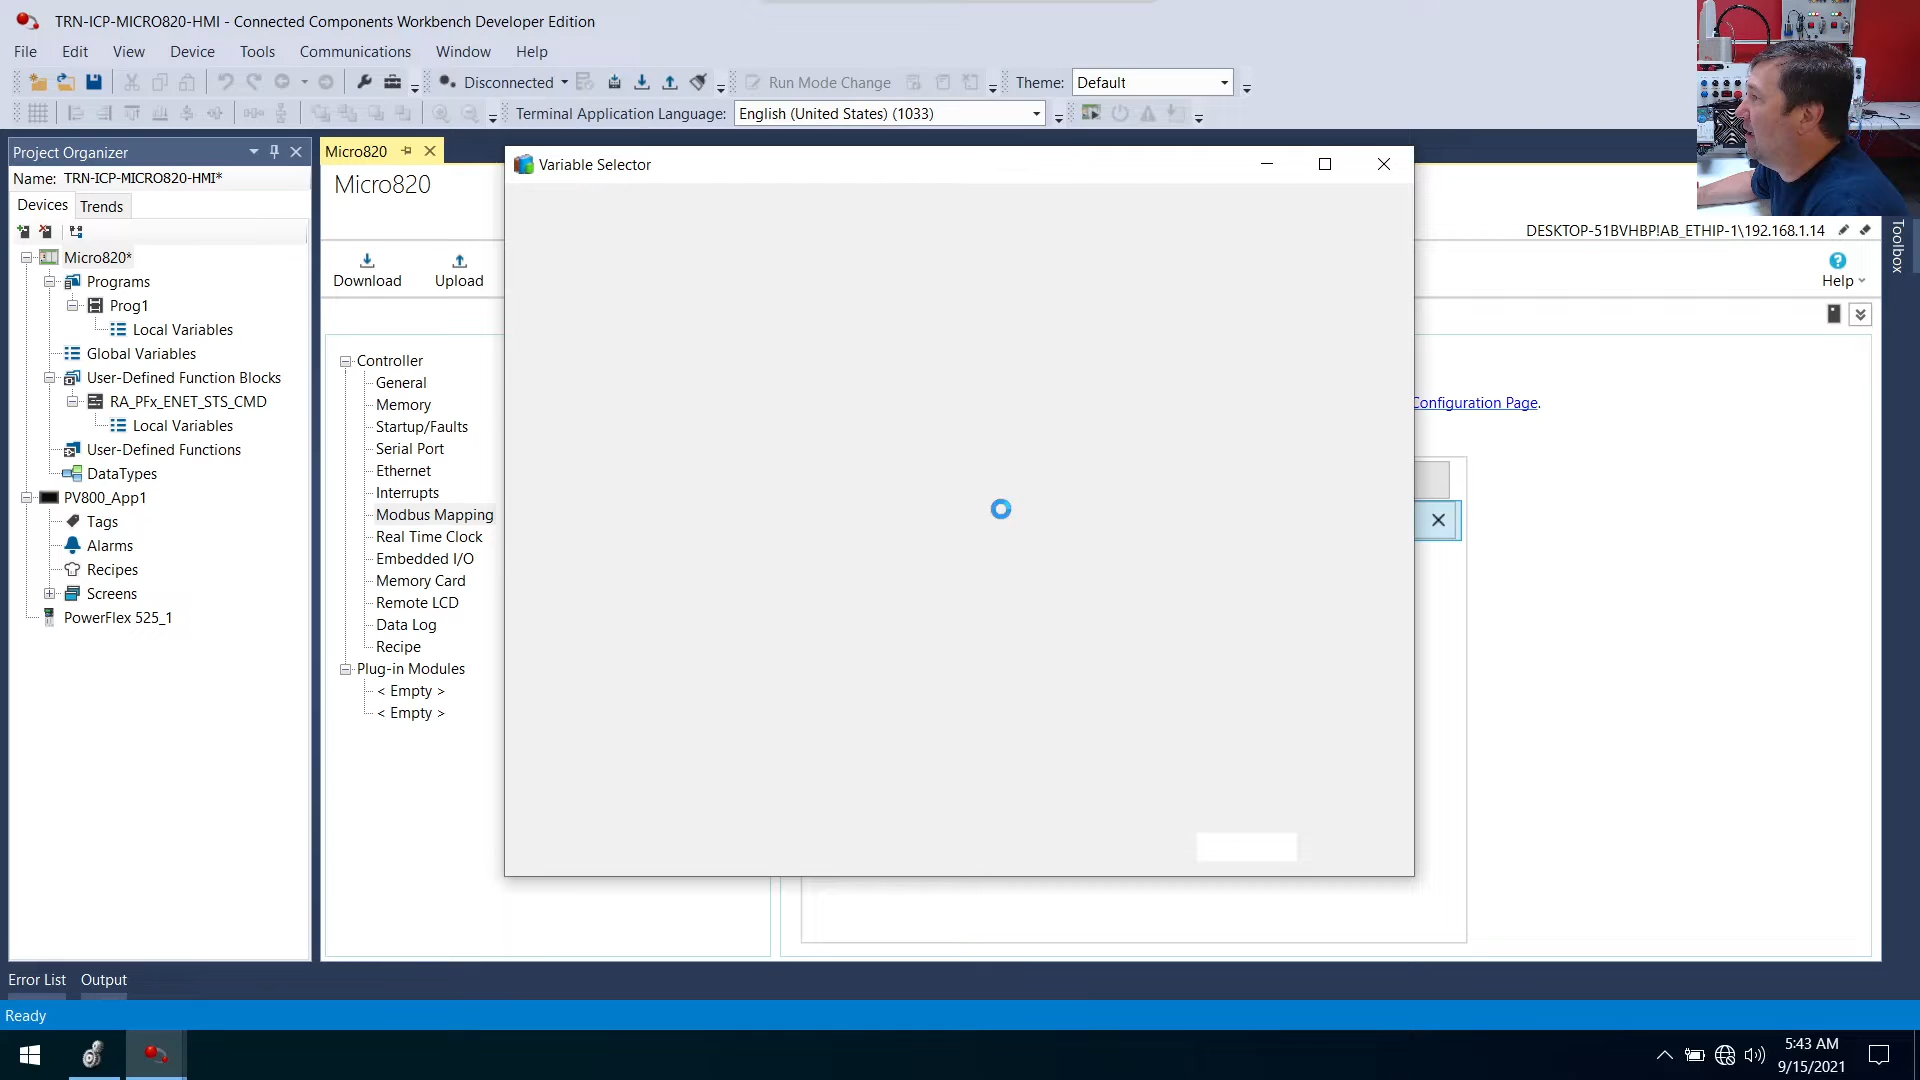 TRN-ICP-MICRO820-HMI - Connected Components Workbench Developer Edition
File Edit View Device Tools Communications Window Help
Disconnected Run Mode Change Theme: Default
Terminal Application Language: English (United States) (1033)
Project Organizer
Name: TRN-ICP-MICRO820-HMI*
Devices Trends
Micro820*
Programs
Prog1
Local Variables
Global Variables
User-Defined Function Blocks
RA_PFx_ENET_STS_CMD
Local Variables
User-Defined Functions
DataTypes
PV800_App1
Tags
Alarms
Recipes
Screens
PowerFlex 525_1
Micro820
Micro820
Download Upload
Controller
General
Memory
Startup/Faults
Serial Port
Ethernet
Interrupts
Modbus Mapping
Real Time Clock
Embedded I/O
Memory Card
Remote LCD
Data Log
Recipe
Plug-in Modules
< Empty >
< Empty >
Variable Selector
DESKTOP-51BVHBP!AB_ETHIP-1\192.168.1.14
Help
Configuration Page.
Toolbox
Error List Output
Ready
5:43 AM
9/15/2021